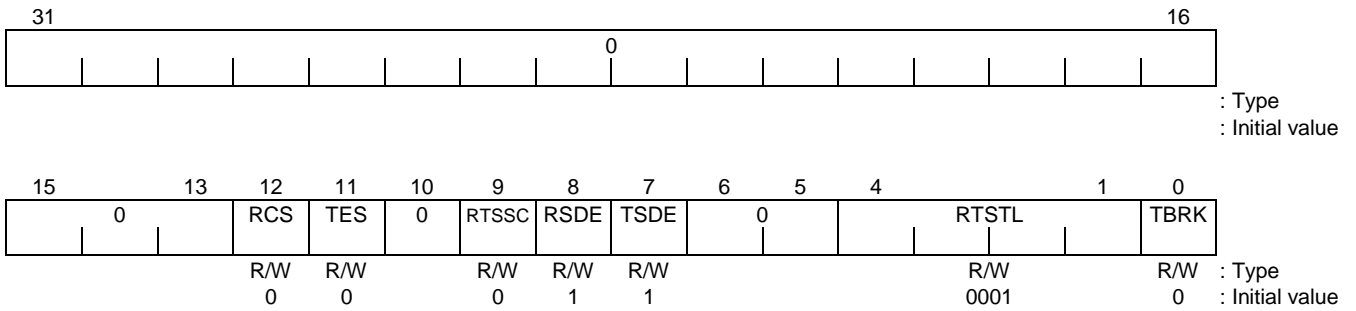 31 16
0
: Type
: Initial value
15 13 12 11 10 9 8 7 6 5 4 1 0
0 RCS TES 0 RTSSC RSDE TSDE 0 RTSTL TBRK
R/W R/W R/W R/W R/W R/W R/W : Type
0 0 0 1 1 0001 0 : Initial value